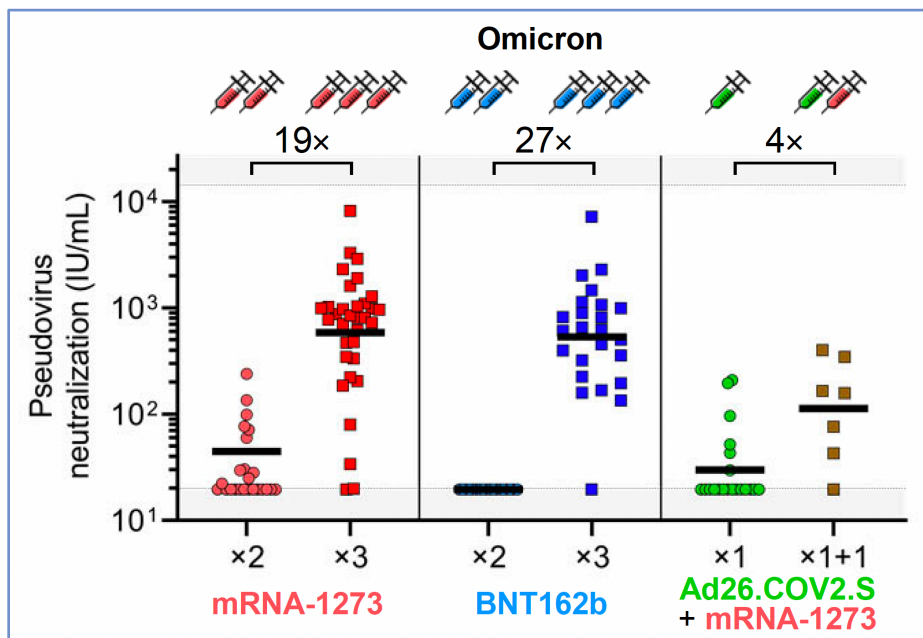 Omicron
19× 27× 4×
Pseudovirus
neutralization (IU/mL)
10⁴
10³
10²
10¹
×2 ×3 ×2 ×3 ×1 ×1+1
mRNA-1273 BNT162b Ad26.COV2.S
+ mRNA-1273